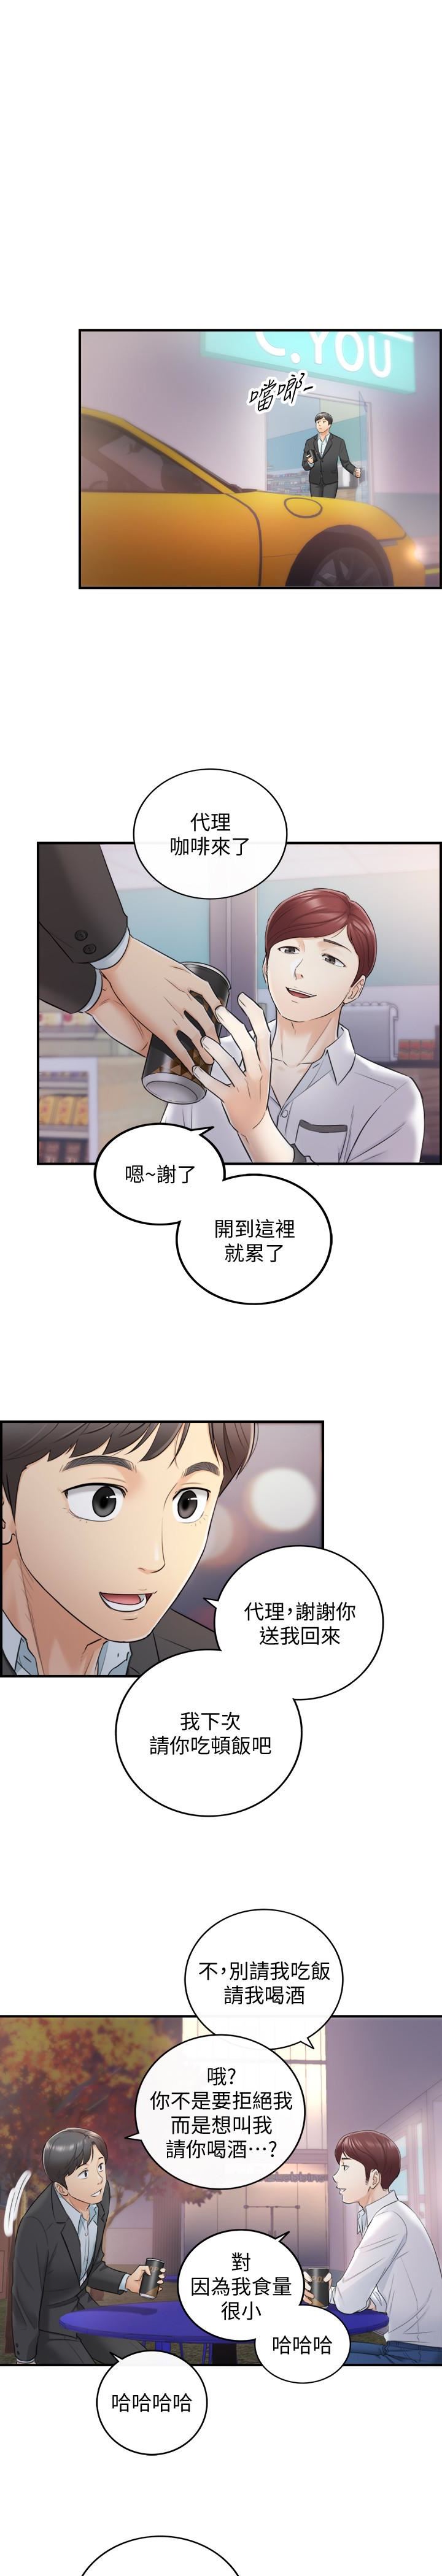 C.YOU
噹啷~
代理
咖啡來了
嗯~謝了
開到這裡
就累了
代理,謝謝你
送我回來
我下次
請你吃頓飯吧
不,別請我吃飯
請我喝酒
哦?
你不是要拒絕我
而是想叫我
請你喝酒…?
對
因為我食量
很小
哈哈哈
哈哈哈哈